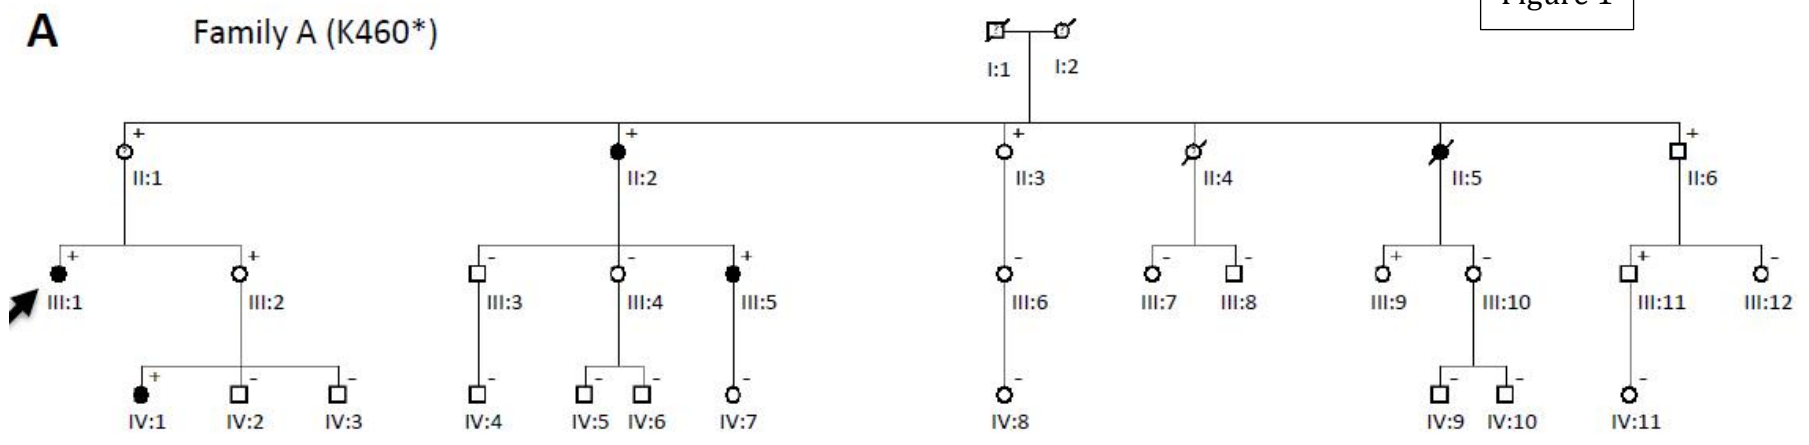 Figure 1
A Family A (K460*)
? ?
I:1 I:2
+ + + + +
? ?
II:1 II:2 II:3 II:4 II:5 II:6
+ + - - + - - - + - + -
III:1 III:2 III:3 III:4 III:5 III:6 III:7 III:8 III:9 III:10 III:11 III:12
+ - - - - - - - - - -
IV:1 IV:2 IV:3 IV:4 IV:5 IV:6 IV:7 IV:8 IV:9 IV:10 IV:11